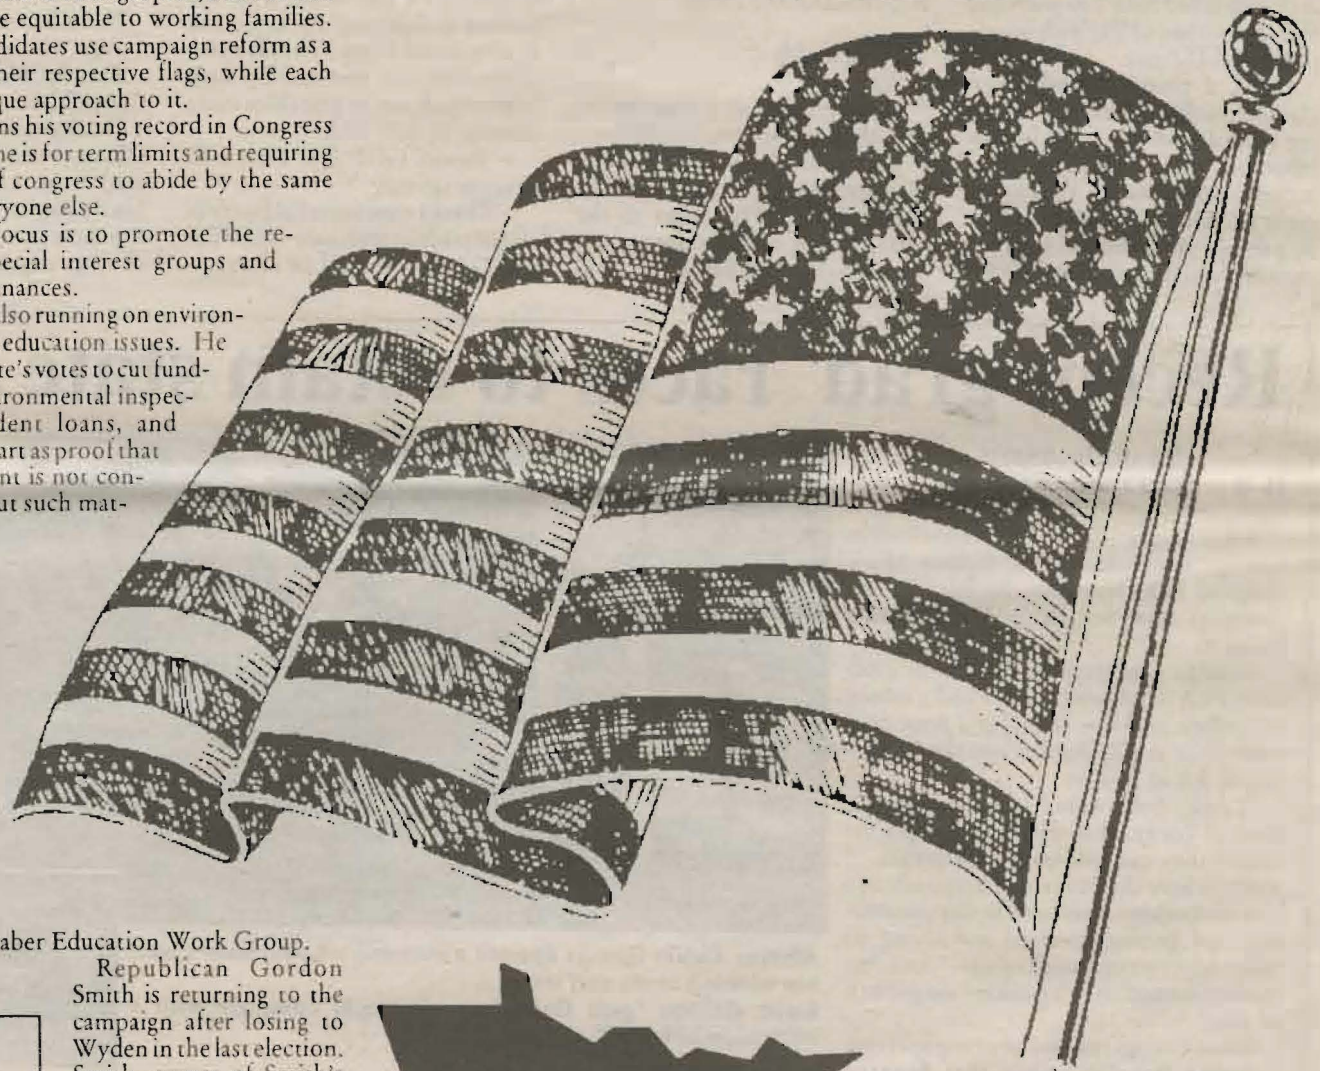 e equitable to working families.
didates use campaign reform as a
heir respective flags, while each
que approach to it.
ns his voting record in Congress
he is for term limits and requiring
f congress to abide by the same
yone else.
ocus is to promote the re-
pecial interest groups and
nances.
lso running on environ-
education issues. He
te's votes to cut fund-
ironmental inspec-
dent loans, and
art as proof that
nt is not con-
ut such mat-
aber Education Work Group.
Republican Gordon
Smith is returning to the
campaign after losing to
Wyden in the last election.